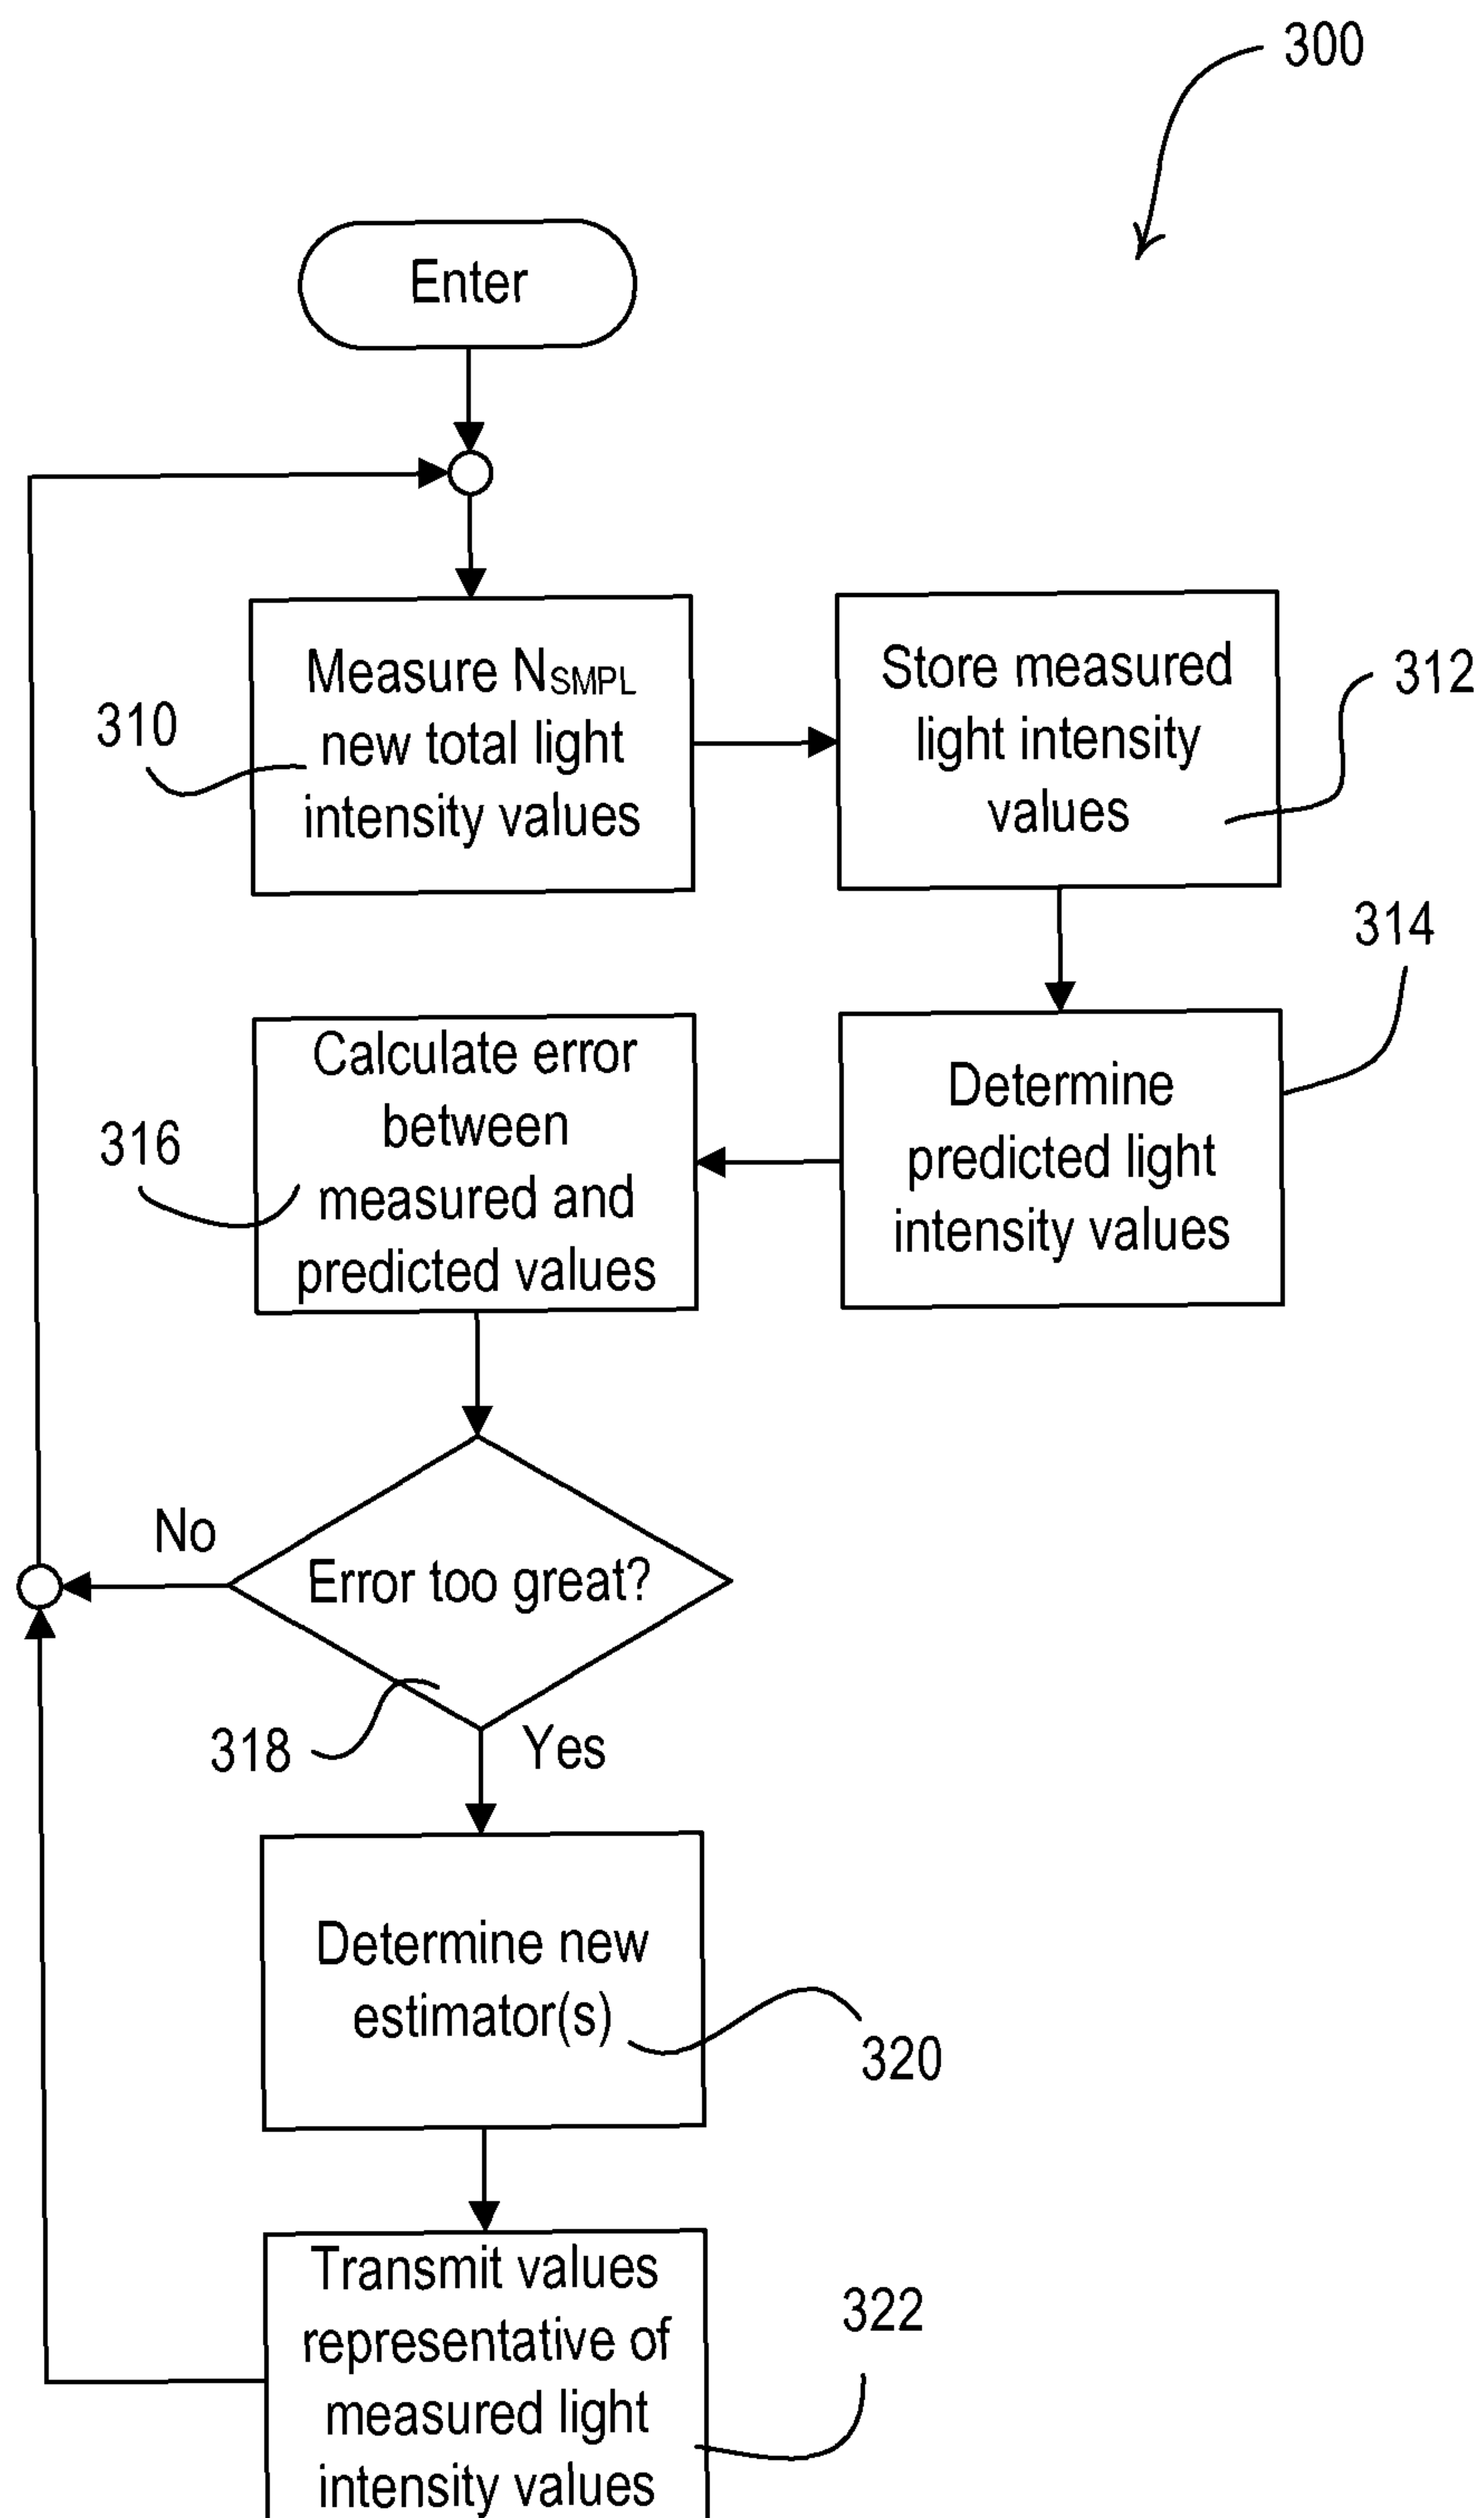 300
Enter
310
Measure NSMPL
new total light
intensity values
Store measured
light intensity
values
312
314
316
Calculate error
between
measured and
predicted values
Determine
predicted light
intensity values
No
Error too great?
318
Yes
Determine new
estimator(s)
320
Transmit values
representative of
measured light
intensity values
322